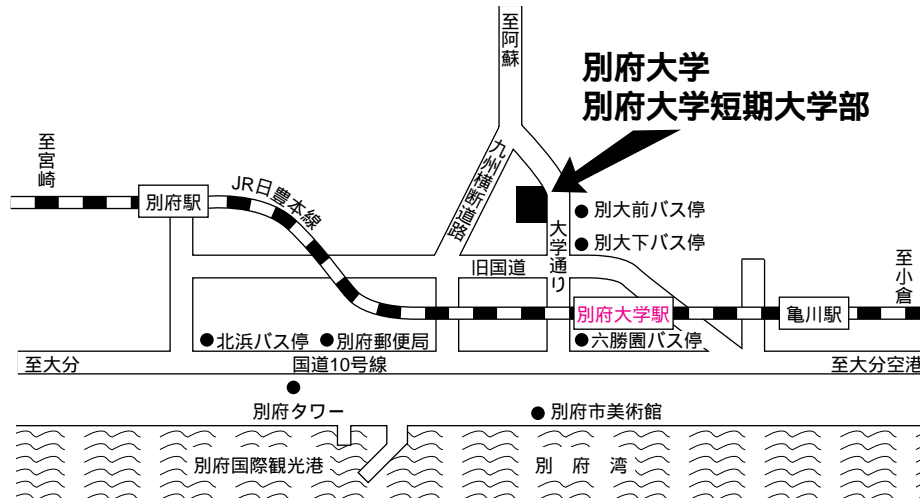 至阿蘇
別府大学
別府大学短期大学部
至宮崎
九州横断道路
JR日豊本線
別府駅
別大前バス停
大学通り
別大下バス停
旧国道
至小倉
別府大学駅
亀川駅
北浜バス停
別府郵便局
六勝園バス停
至大分
国道10号線
至大分空港
別府タワー
別府市美術館
別府国際観光港
別府湾